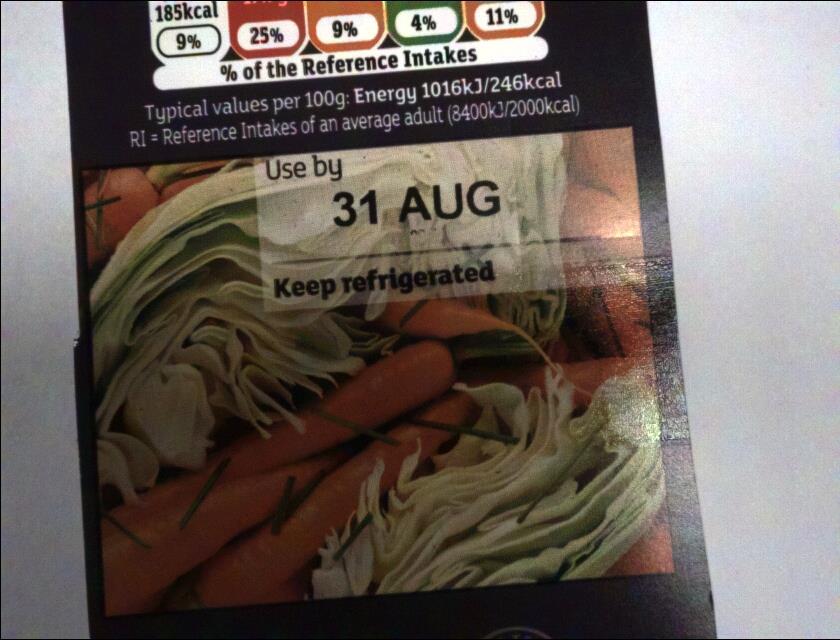 185kcal
9% 25% 9% 4% 11%
% of the Reference Intakes
Typical values per 100g: Energy 1016kJ/246kcal
RI = Reference Intakes of an average adult (8400kJ/2000kcal)
Use by
31 AUG
Keep refrigerated